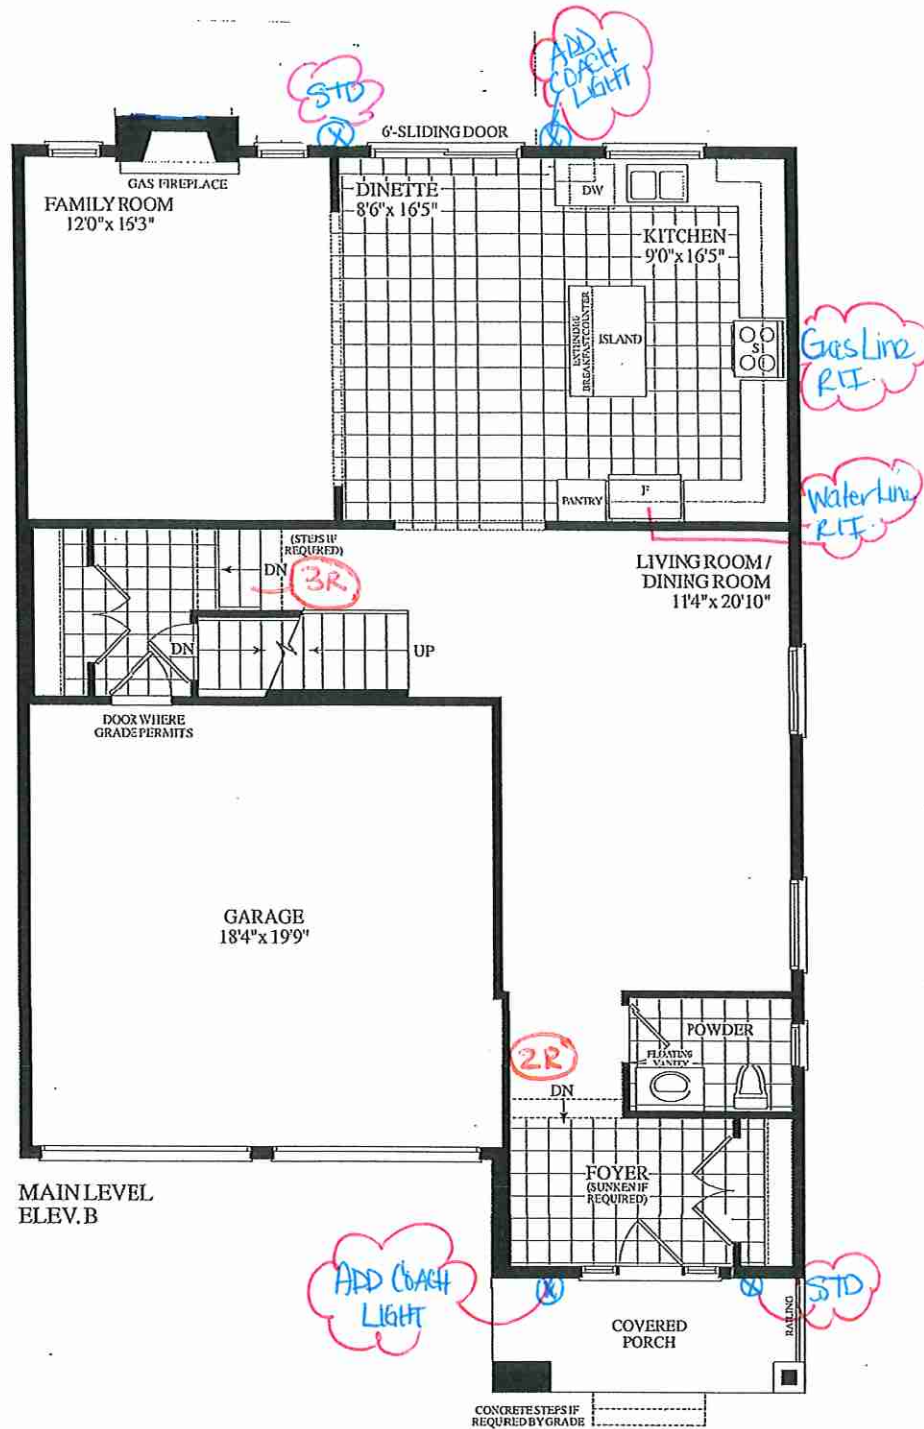 STD
ADD
COACH
LIGHT
6'-SLIDING DOOR
GAS FIREPLACE
FAMILY ROOM
12'0" x 16'3"
DINETTE
8'6" x 16'5"
DW
KITCHEN
9'0" x 16'5"
EXTENDED
BREAKFAST COUNTER
ISLAND
S
Gas Line
RII.
PANTRY
F
Water Line
RII.
(STEPS IF
REQUIRED)
DN
3R
LIVING ROOM /
DINING ROOM
11'4" x 20'10"
DN
UP
DOOR WHERE
GRADE PERMITS
GARAGE
18'4" x 19'9"
POWDER
FLOATING
VANITY
2R
DN
FOYER
(SUNKEN IF
REQUIRED)
MAIN LEVEL
ELEV. B
ADD COACH
LIGHT
STD
COVERED
PORCH
RAILING
CONCRETE STEPS IF
REQUIRED BY GRADE